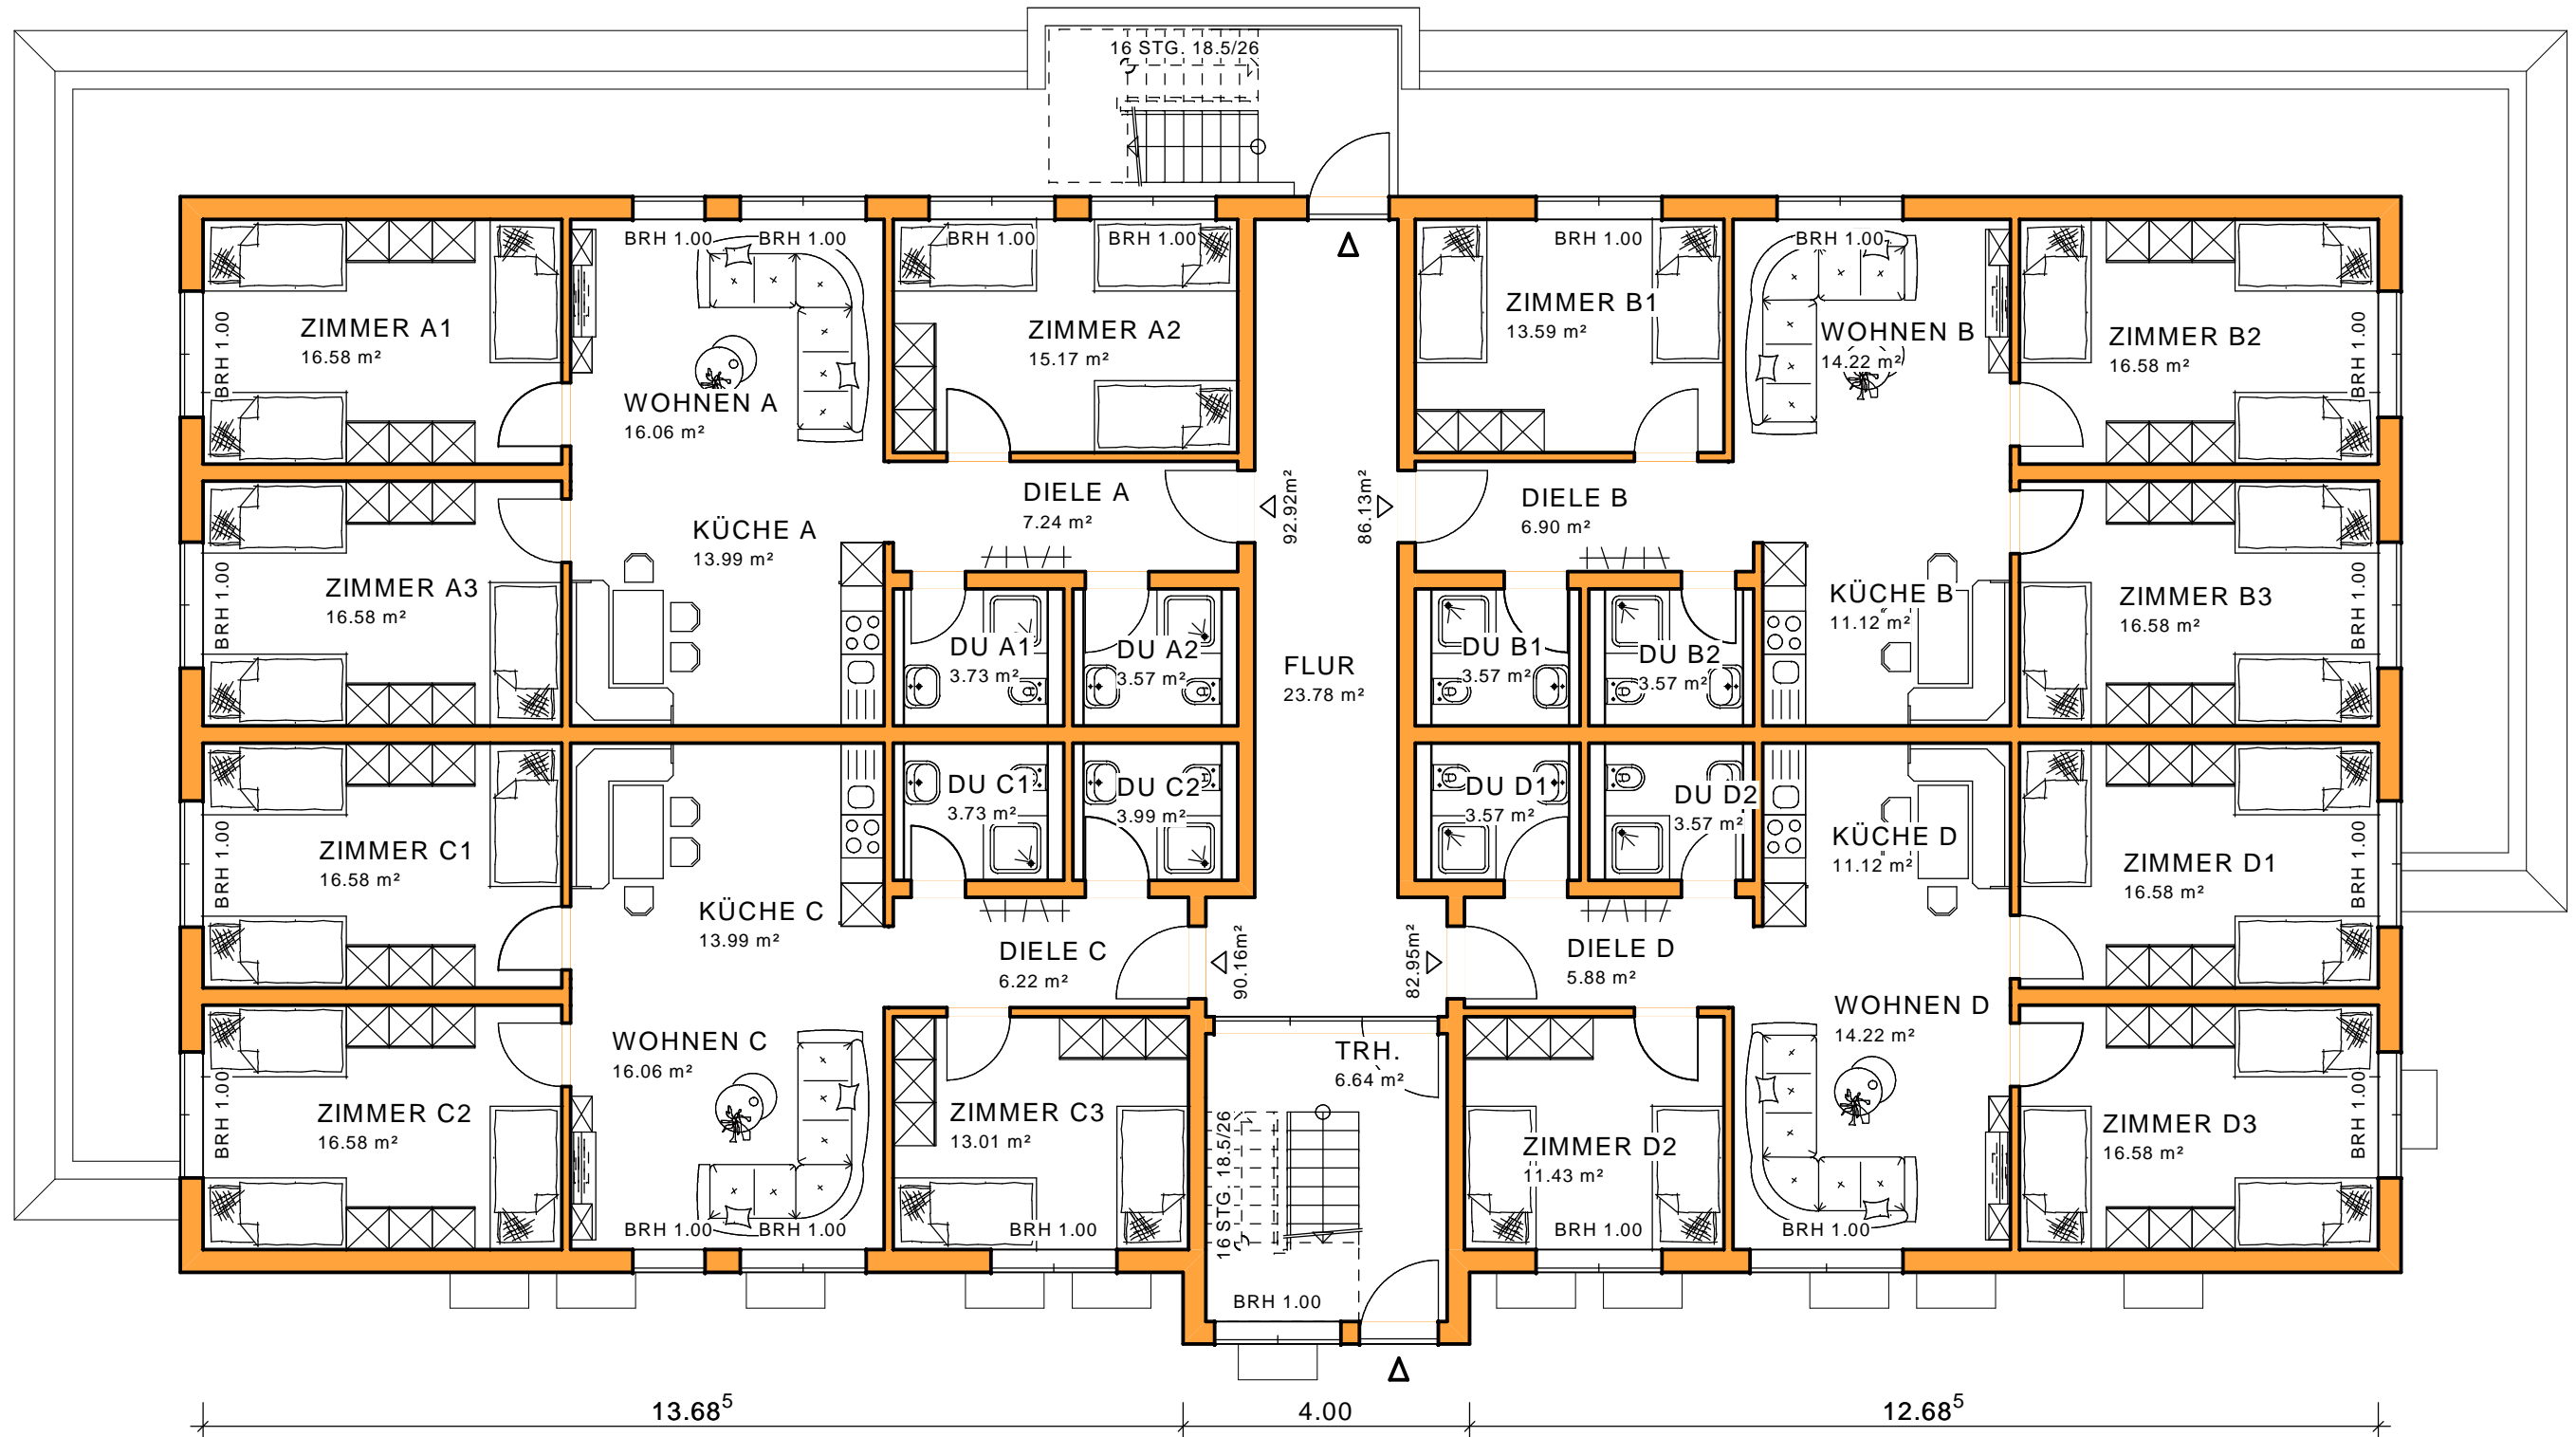 16 STG. 18.5/26
BRH 1.00
BRH 1.00
BRH 1.00
BRH 1.00
BRH 1.00
BRH 1.00
ZIMMER A1
16.58 m²
BRH 1.00
WOHNEN A
16.06 m²
ZIMMER A2
15.17 m²
ZIMMER B1
13.59 m²
WOHNEN B
14.22 m²
ZIMMER B2
16.58 m²
BRH 1.00
DIELE A
7.24 m²
92.92m²
86.13m²
DIELE B
6.90 m²
KÜCHE A
13.99 m²
ZIMMER A3
16.58 m²
BRH 1.00
DU A1
3.73 m²
DU A2
3.57 m²
FLUR
23.78 m²
DU B1
3.57 m²
DU B2
3.57 m²
KÜCHE B
11.12 m²
ZIMMER B3
16.58 m²
BRH 1.00
ZIMMER C1
16.58 m²
BRH 1.00
DU C1
3.73 m²
DU C2
3.99 m²
DU D1
3.57 m²
DU D2
3.57 m²
KÜCHE D
11.12 m²
ZIMMER D1
16.58 m²
BRH 1.00
KÜCHE C
13.99 m²
DIELE C
6.22 m²
90.16m²
82.95m²
DIELE D
5.88 m²
WOHNEN C
16.06 m²
WOHNEN D
14.22 m²
TRH.
6.64 m²
ZIMMER C2
16.58 m²
BRH 1.00
ZIMMER C3
13.01 m²
16 STG. 18.5/26
ZIMMER D2
11.43 m²
ZIMMER D3
16.58 m²
BRH 1.00
BRH 1.00
BRH 1.00
BRH 1.00
BRH 1.00
BRH 1.00
BRH 1.00
13.68⁵
4.00
12.68⁵